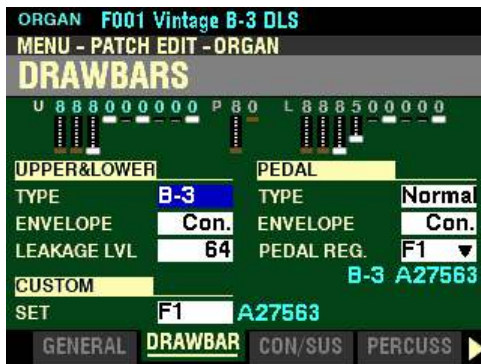 ORGAN F001 Vintage B-3 DLS
MENU - PATCH EDIT - ORGAN
DRAWBARS
U 888000000 P 80 L 888500000
UPPER&LOWER PEDAL
TYPE B-3 TYPE Normal
ENVELOPE Con. ENVELOPE Con.
LEAKAGE LVL 64 PEDAL REG. F1 ▼
B-3 A27563
CUSTOM
SET F1 A27563
GENERAL DRAWBAR CON/SUS PERCUSS